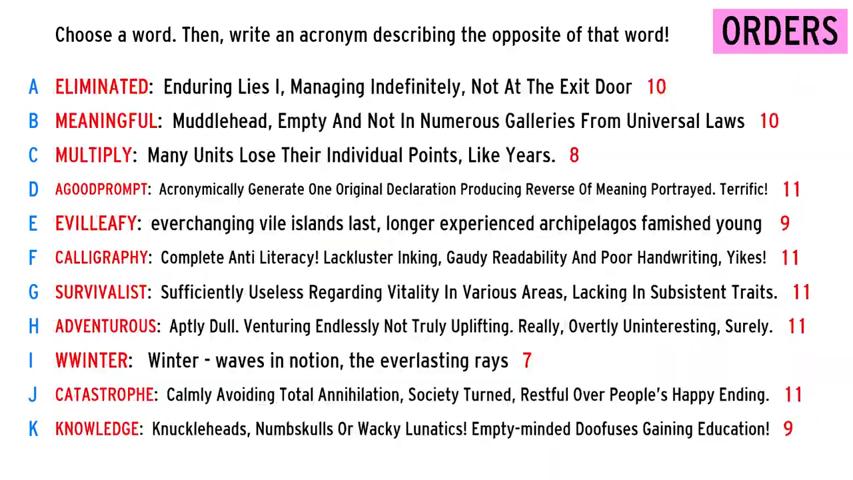 Choose a word. Then, write an acronym describing the opposite of that word! ORDERS
A ELIMINATED: Enduring Lies I, Managing Indefinitely, Not At The Exit Door 10
B MEANINGFUL: Muddlehead, Empty And Not In Numerous Galleries From Universal Laws 10
C MULTIPLY: Many Units Lose Their Individual Points, Like Years. 8
D AGOODPROMPT: Acronymically Generate One Original Declaration Producing Reverse Of Meaning Portrayed. Terrific! 11
E EVILLEAFY: everchanging vile islands last, longer experienced archipelagos famished young 9
F CALLIGRAPHY: Complete Anti Literacy! Lackluster Inking, Gaudy Readability And Poor Handwriting, Yikes! 11
G SURVIVALIST: Sufficiently Useless Regarding Vitality In Various Areas, Lacking In Subsistent Traits. 11
H ADVENTUROUS: Aptly Dull. Venturing Endlessly Not Truly Uplifting. Really, Overtly Uninteresting, Surely. 11
I WWINTER: Winter - waves in notion, the everlasting rays 7
J CATASTROPHE: Calmly Avoiding Total Annihilation, Society Turned, Restful Over People's Happy Ending. 11
K KNOWLEDGE: Knuckleheads, Numbskulls Or Wacky Lunatics! Empty-minded Doofuses Gaining Education! 9